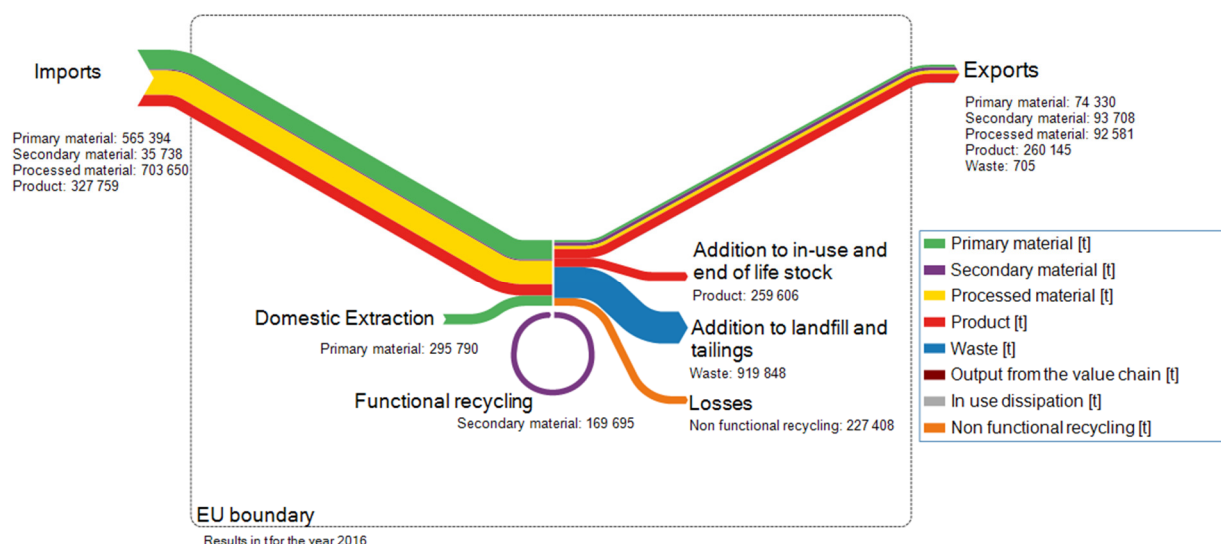 Imports
Primary material: 565 394
Secondary material: 35 738
Processed material: 703 650
Product: 327 759
Exports
Primary material: 74 330
Secondary material: 93 708
Processed material: 92 581
Product: 260 145
Waste: 705
Addition to in-use and
end of life stock
Product: 259 606
Domestic Extraction
Primary material: 295 790
Addition to landfill and
tailings
Waste: 919 848
Functional recycling
Secondary material: 169 695
Losses
Non functional recycling: 227 408
Primary material [t]
Secondary material [t]
Processed material [t]
Product [t]
Waste [t]
Output from the value chain [t]
In use dissipation [t]
Non functional recycling [t]
EU boundary
Results in t for the year 2016